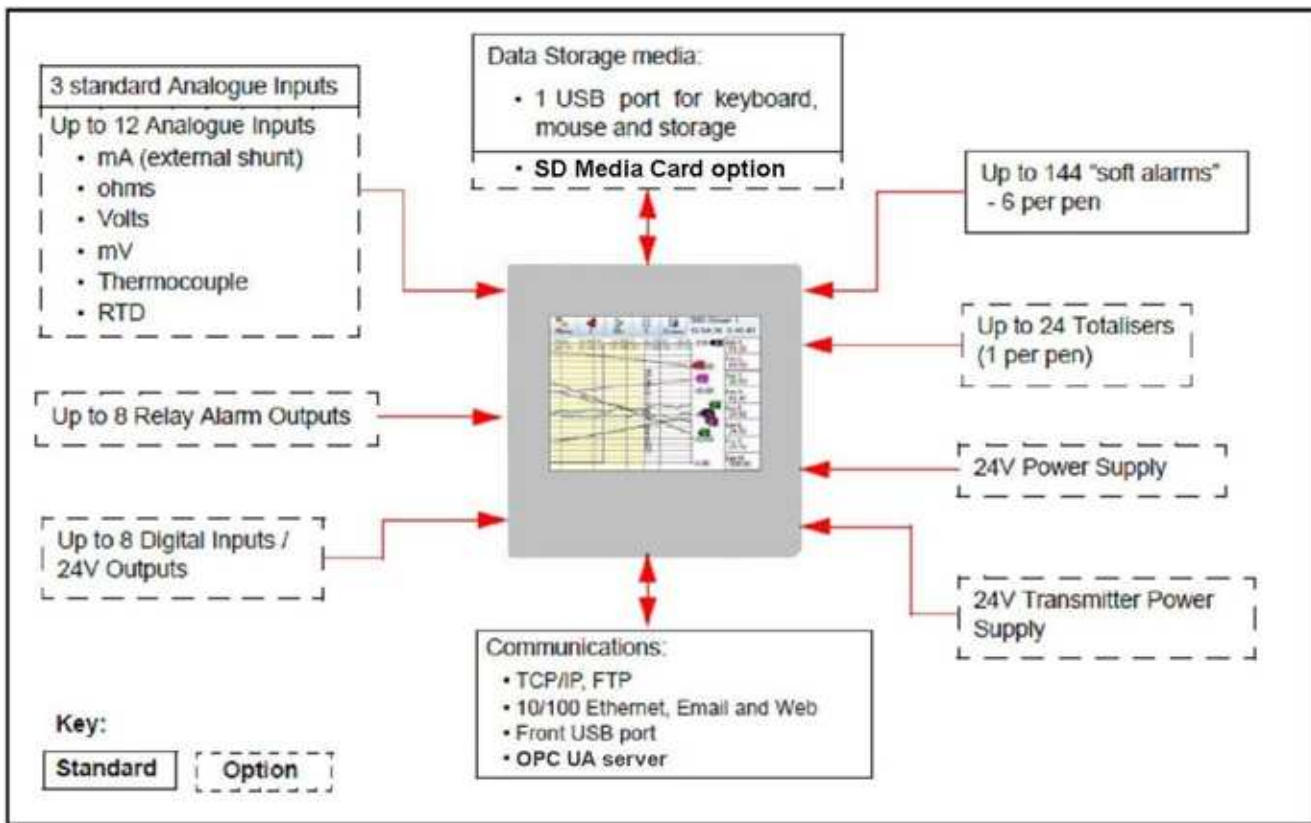 3 standard Analogue Inputs
Up to 12 Analogue Inputs
• mA (external shunt)
• ohms
• Volts
• mV
• Thermocouple
• RTD
Data Storage media:
• 1 USB port for keyboard,
mouse and storage
• SD Media Card option
Up to 144 "soft alarms"
- 6 per pen
Up to 24 Totalisers
(1 per pen)
Up to 8 Relay Alarm Outputs
24V Power Supply
Up to 8 Digital Inputs /
24V Outputs
24V Transmitter Power
Supply
Communications:
• TCP/IP, FTP
• 10/100 Ethernet, Email and Web
• Front USB port
• OPC UA server
Key:
Standard
Option